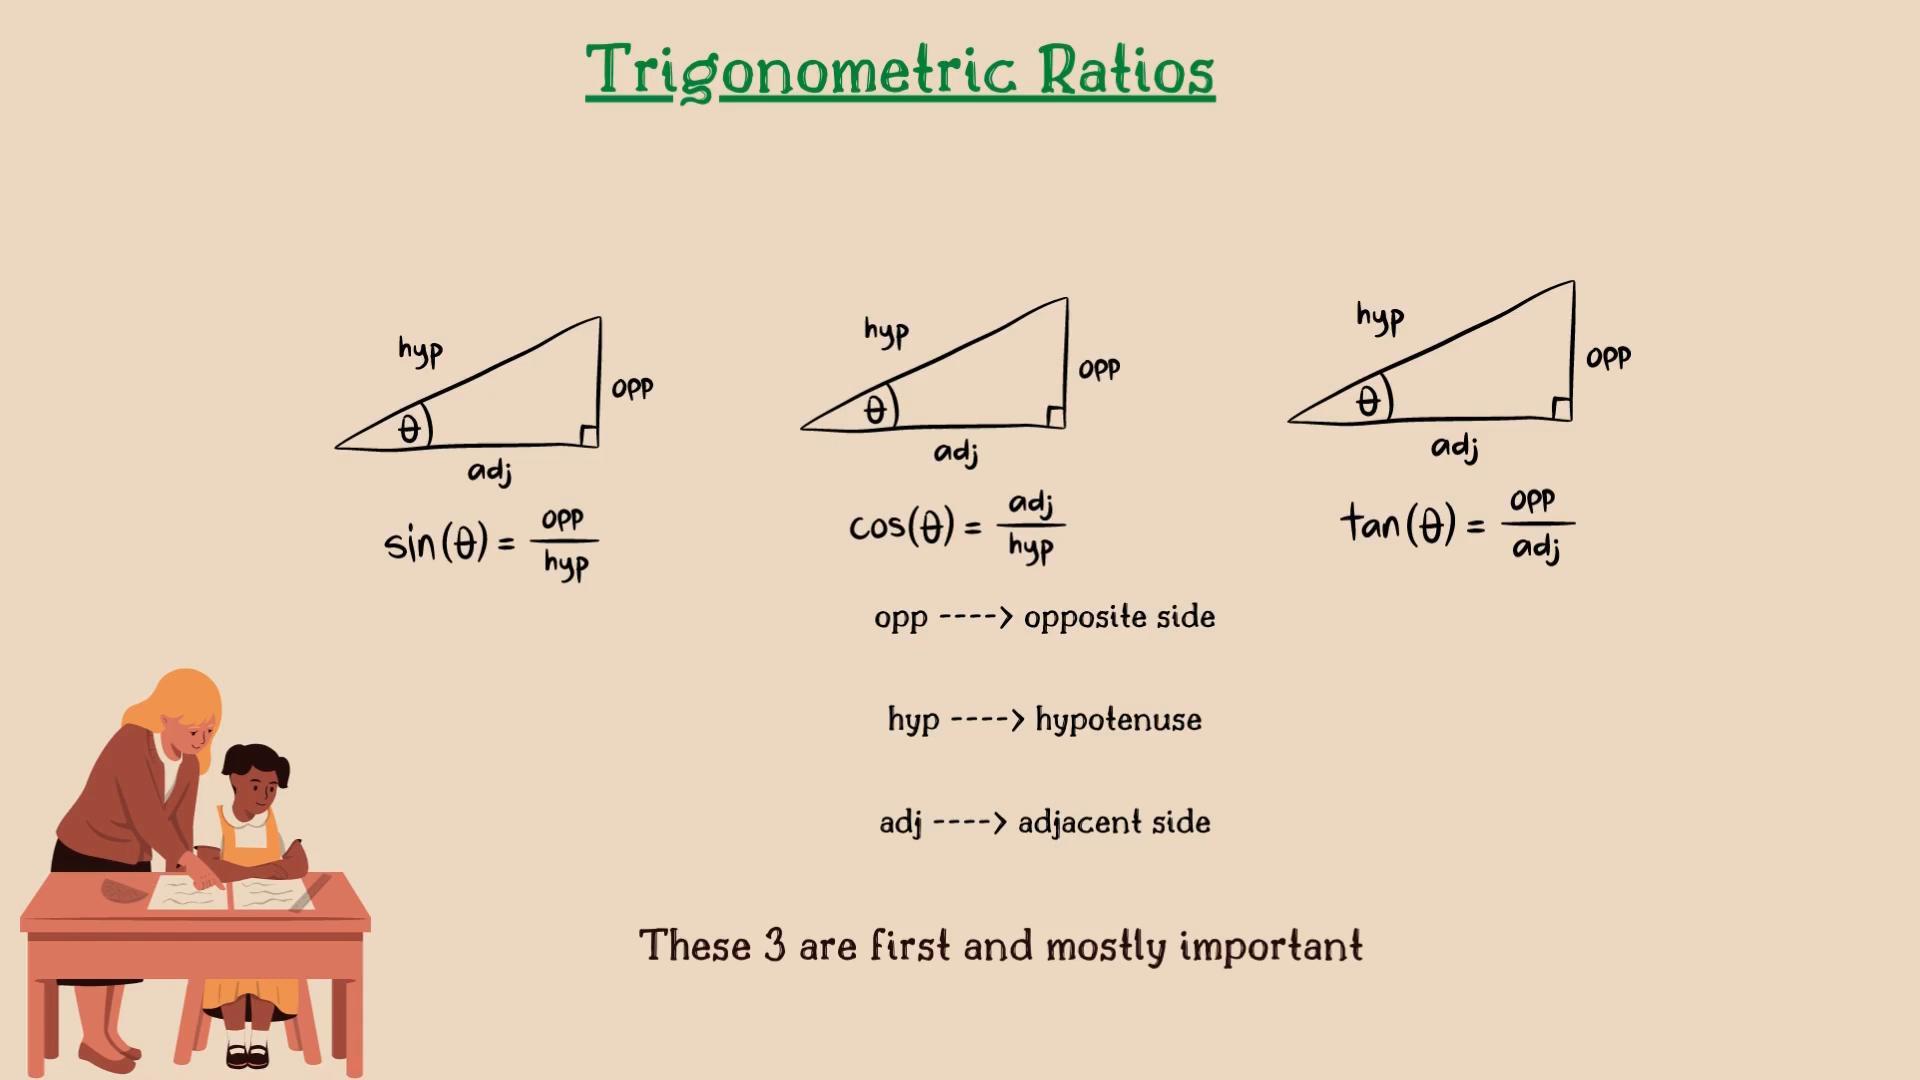 Trigonometric Ratios
hyp
opp
θ
adj
sin(θ) = opp/hyp
hyp
opp
θ
adj
cos(θ) = adj/hyp
hyp
opp
θ
adj
tan(θ) = opp/adj
opp ----> opposite side
hyp ----> hypotenuse
adj ----> adjacent side
These 3 are first and mostly important